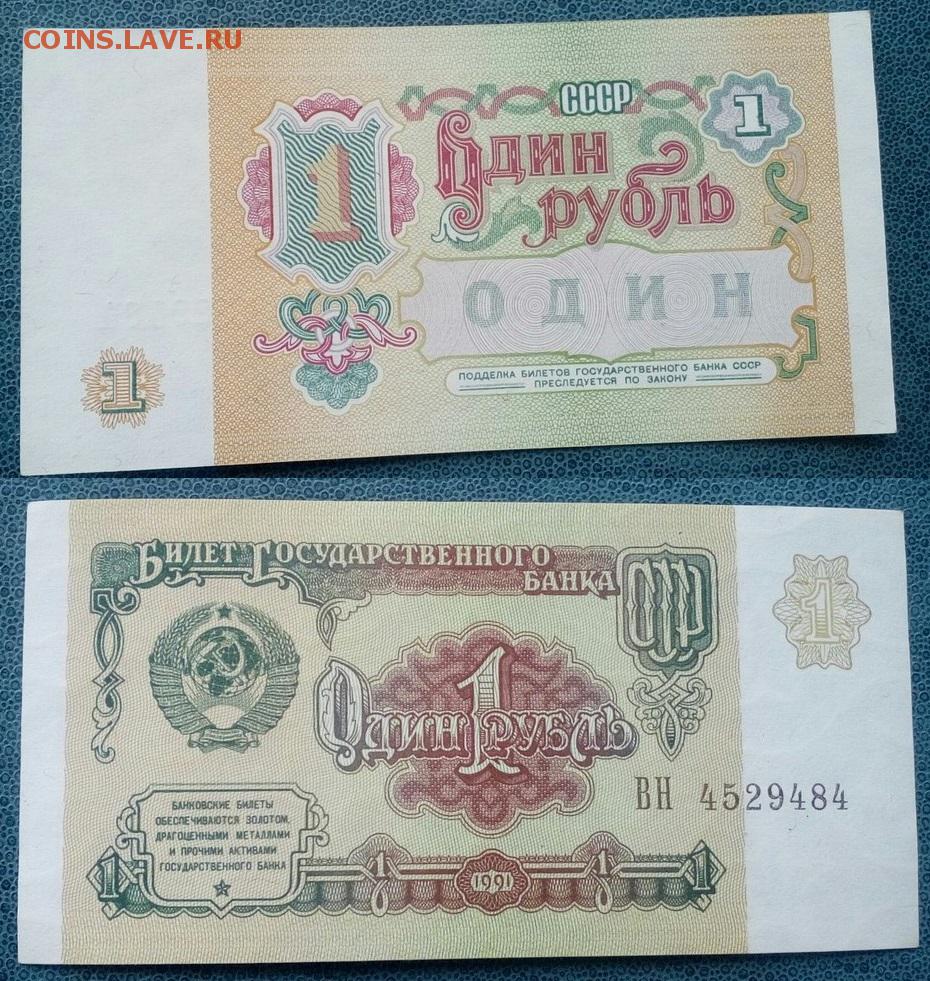 COINS.LAVE.RU
СССР
1
1
Один
рубль
ОДИН
ПОДДЕЛКА БИЛЕТОВ ГОСУДАРСТВЕННОГО БАНКА СССР
ПРЕСЛЕДУЕТСЯ ПО ЗАКОНУ
1
Билет Государственного
банка
СССР
1
1
Один рубль
ВН 4529484
БАНКОВСКИЕ БИЛЕТЫ
ОБЕСПЕЧИВАЮТСЯ ЗОЛОТОМ,
ДРАГОЦЕННЫМИ МЕТАЛЛАМИ
И ПРОЧИМИ АКТИВАМИ
ГОСУДАРСТВЕННОГО БАНКА
1 1 1991 1 1